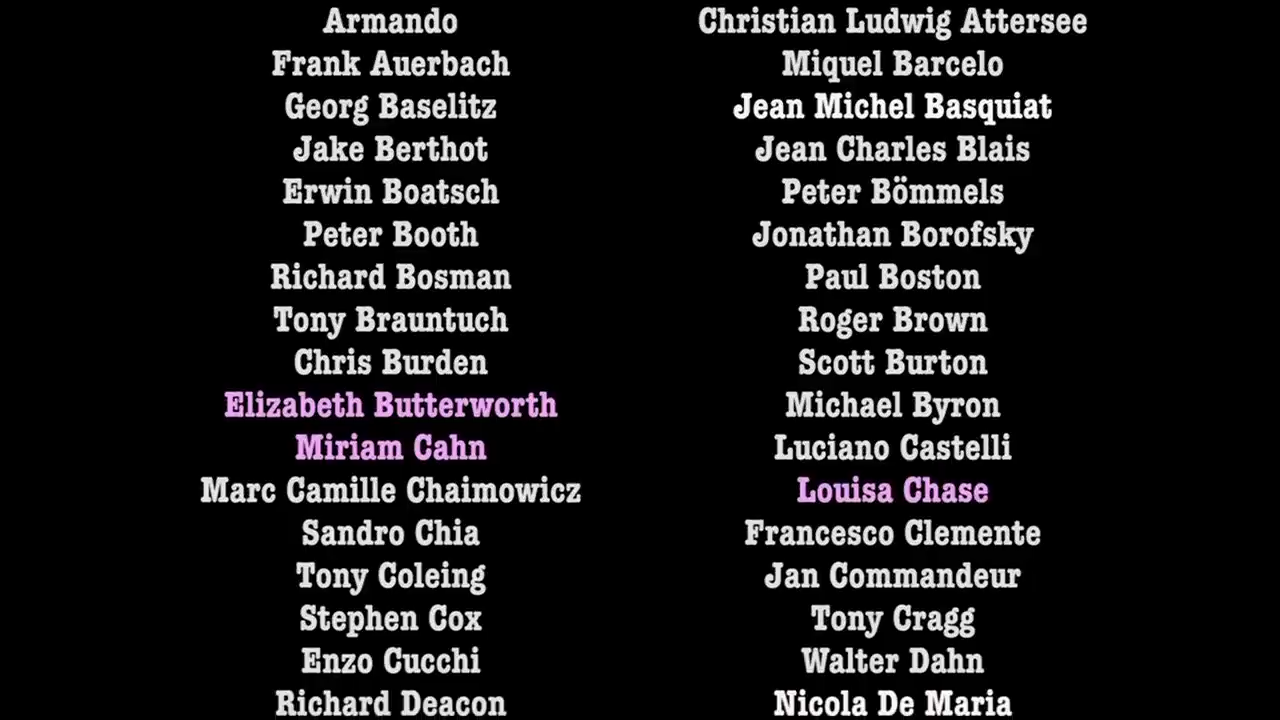 Armando
Christian Ludwig Attersee
Frank Auerbach
Miquel Barcelo
Georg Baselitz
Jean Michel Basquiat
Jake Berthot
Jean Charles Blais
Erwin Boatsch
Peter Bömmels
Peter Booth
Jonathan Borofsky
Richard Bosman
Paul Boston
Tony Brauntuch
Roger Brown
Chris Burden
Scott Burton
Elizabeth Butterworth
Michael Byron
Miriam Cahn
Luciano Castelli
Marc Camille Chaimowicz
Louisa Chase
Sandro Chia
Francesco Clemente
Tony Coleing
Jan Commandeur
Stephen Cox
Tony Cragg
Enzo Cucchi
Walter Dahn
Richard Deacon
Nicola De Maria